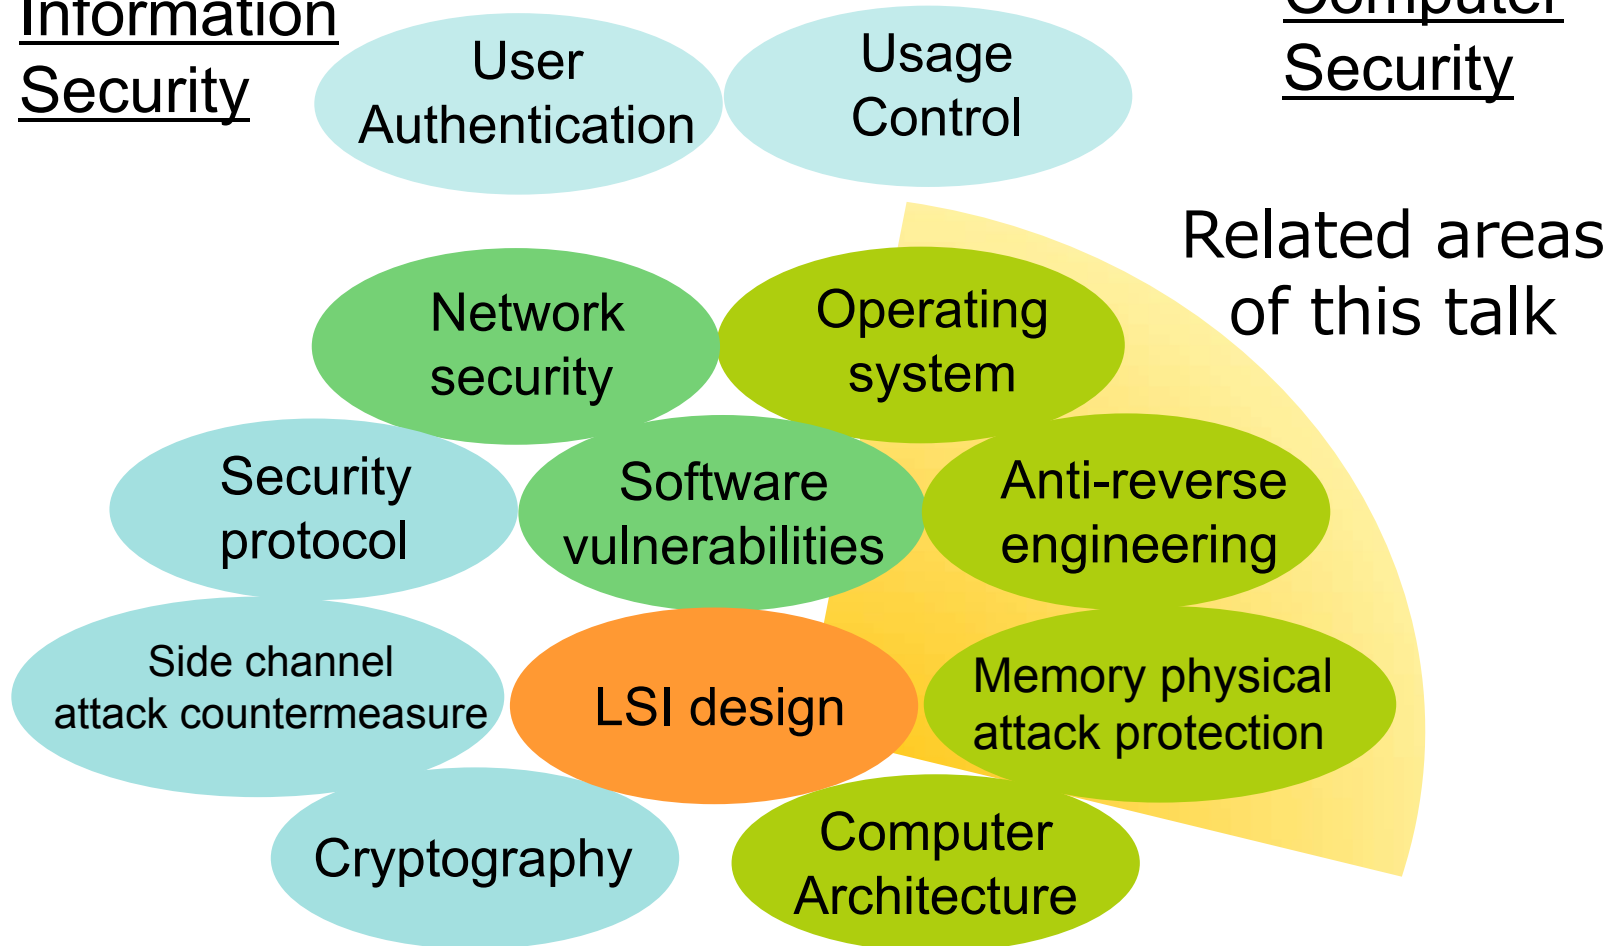 Information
Security
Computer
Security
User
Authentication
Usage
Control
Related areas
of this talk
Network
security
Operating
system
Security
protocol
Software
vulnerabilities
Anti-reverse
engineering
Side channel
attack countermeasure
LSI design
Memory physical
attack protection
Cryptography
Computer
Architecture